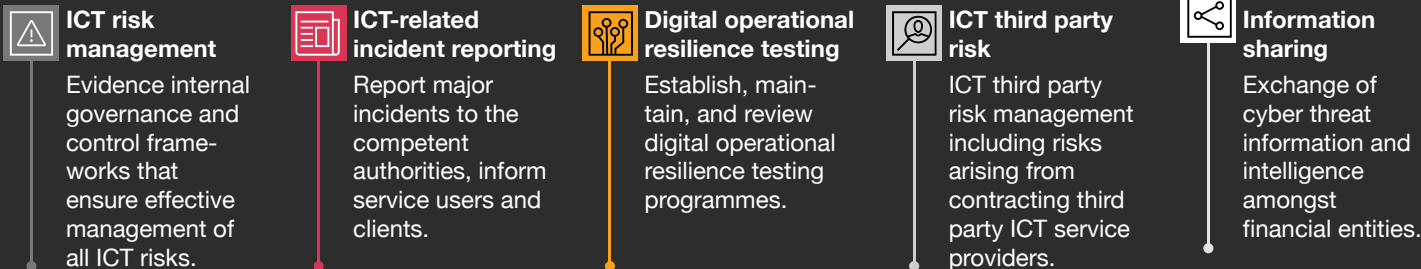 ICT risk
management
Evidence internal
governance and
control frame-
works that
ensure effective
management of
all ICT risks.
ICT-related
incident reporting
Report major
incidents to the
competent
authorities, inform
service users and
clients.
Digital operational
resilience testing
Establish, main-
tain, and review
digital operational
resilience testing
programmes.
ICT third party
risk
ICT third party
risk management
including risks
arising from
contracting third
party ICT service
providers.
Information
sharing
Exchange of
cyber threat
information and
intelligence
amongst
financial entities.